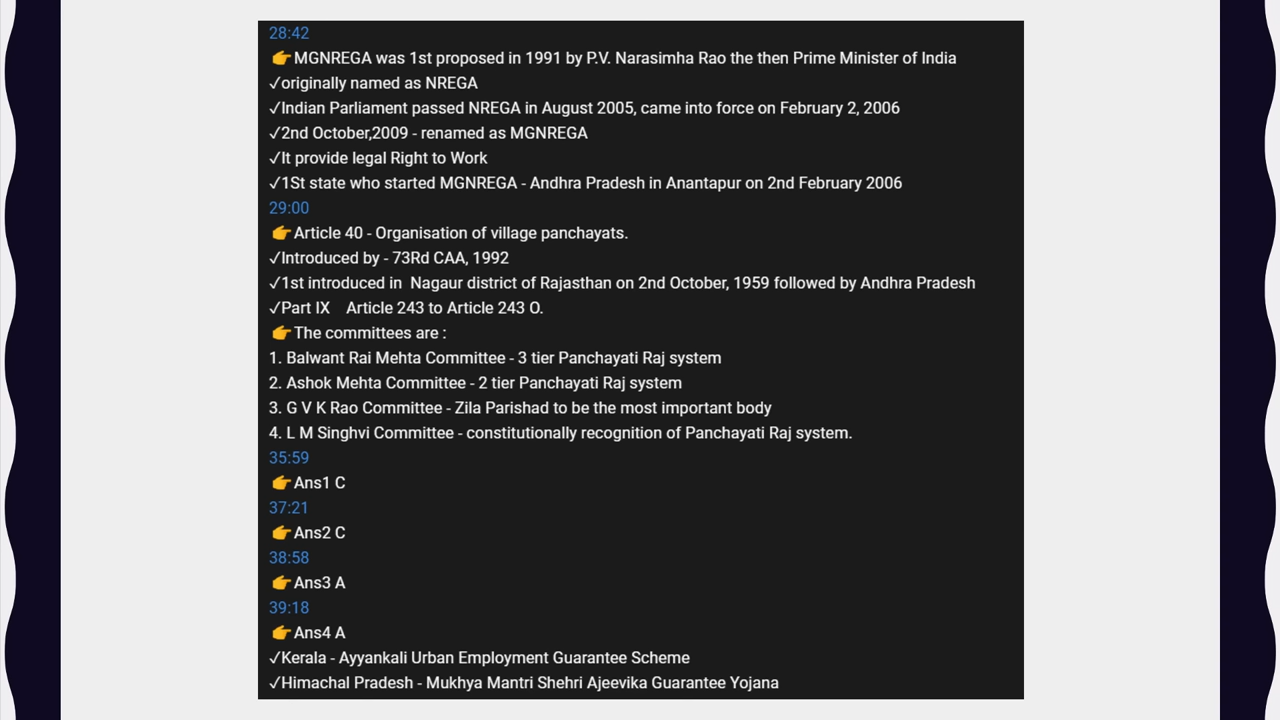 28:42
👉MGNREGA was 1st proposed in 1991 by P.V. Narasimha Rao the then Prime Minister of India
✓originally named as NREGA
✓Indian Parliament passed NREGA in August 2005, came into force on February 2, 2006
✓2nd October,2009 - renamed as MGNREGA
✓It provide legal Right to Work
✓1St state who started MGNREGA - Andhra Pradesh in Anantapur on 2nd February 2006
29:00
👉Article 40 - Organisation of village panchayats.
✓Introduced by - 73Rd CAA, 1992
✓1st introduced in  Nagaur district of Rajasthan on 2nd October, 1959 followed by Andhra Pradesh
✓Part IX    Article 243 to Article 243 O.
👉The committees are :
1. Balwant Rai Mehta Committee - 3 tier Panchayati Raj system
2. Ashok Mehta Committee - 2 tier Panchayati Raj system
3. G V K Rao Committee - Zila Parishad to be the most important body
4. L M Singhvi Committee - constitutionally recognition of Panchayati Raj system.
35:59
👉Ans1 C
37:21
👉Ans2 C
38:58
👉Ans3 A
39:18
👉Ans4 A
✓Kerala - Ayyankali Urban Employment Guarantee Scheme
✓Himachal Pradesh - Mukhya Mantri Shehri Ajeevika Guarantee Yojana